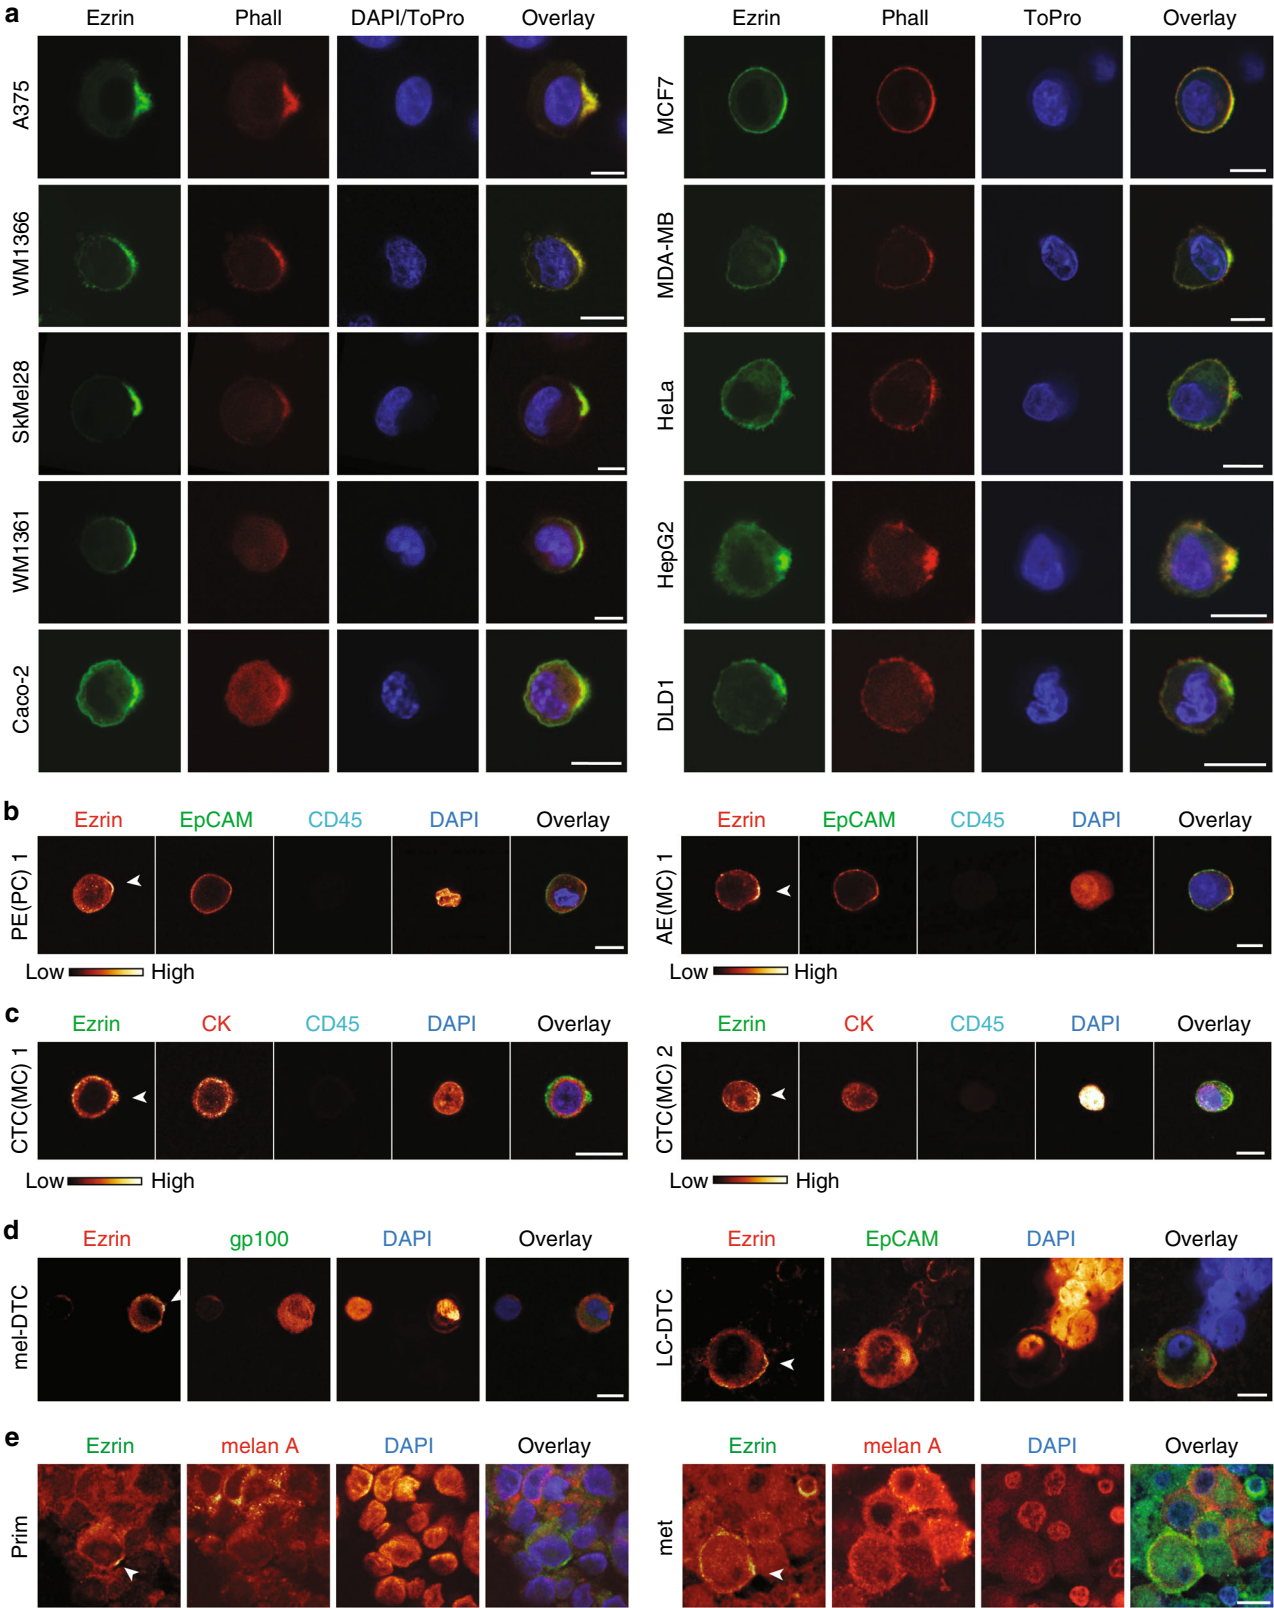 a
Ezrin Phall DAPI/ToPro Overlay Ezrin Phall ToPro Overlay
A375 MCF7
WM1366 MDA-MB
SkMel28 HeLa
WM1361 HepG2
Caco-2 DLD1
b
Ezrin EpCAM CD45 DAPI Overlay Ezrin EpCAM CD45 DAPI Overlay
PE(PC) 1 AE(MC) 1
Low High Low High
c
Ezrin CK CD45 DAPI Overlay Ezrin CK CD45 DAPI Overlay
CTC(MC) 1 CTC(MC) 2
Low High Low High
d
Ezrin gp100 DAPI Overlay Ezrin EpCAM DAPI Overlay
mel-DTC LC-DTC
e
Ezrin melan A DAPI Overlay Ezrin melan A DAPI Overlay
Prim met